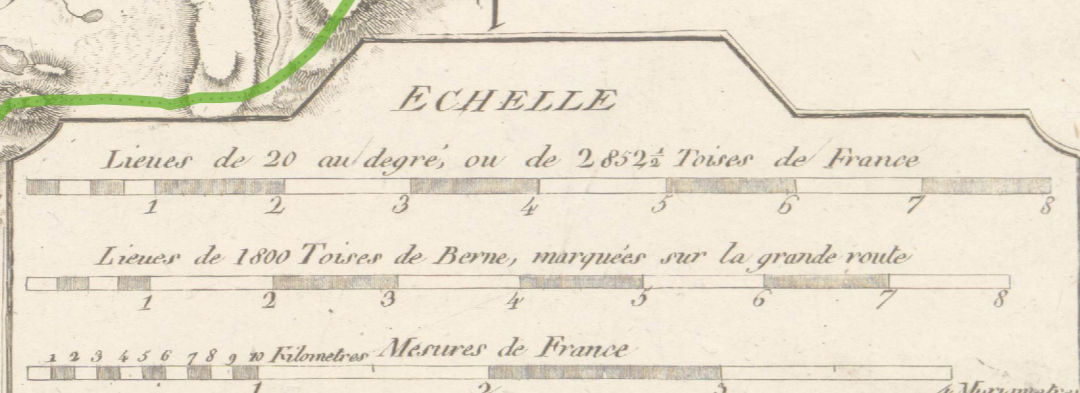 ECHELLE
Lieues de 20 au degré, ou de 2852½ Toises de France
1 2 3 4 5 6 7 8
Lieues de 1800 Toises de Berne, marquées sur la grande route
1 2 3 4 5 6 7 8
1 2 3 4 5 6 7 8 9 10 Kilometres Mesures de France
1 2 3 4